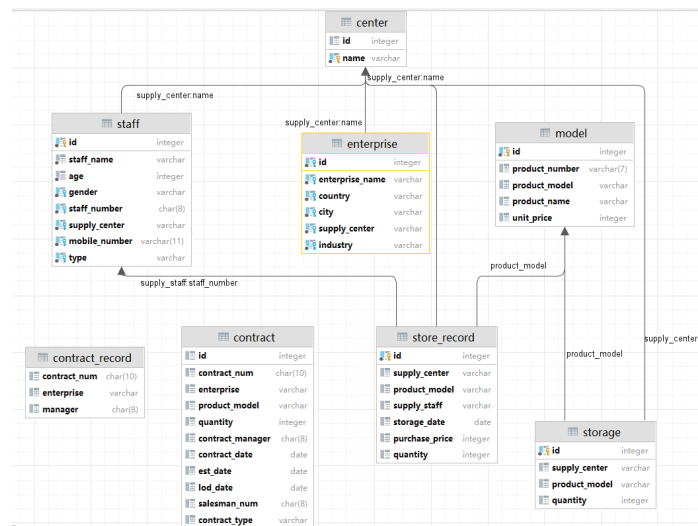 center
id integer
name varchar
supply_center:name
supply_center:name
supply_center:name
staff
id integer
staff_name varchar
age integer
gender varchar
staff_number char(8)
supply_center varchar
mobile_number varchar(11)
type varchar
enterprise
id integer
enterprise_name varchar
country varchar
city varchar
supply_center varchar
industry varchar
model
id integer
product_number varchar(7)
product_model varchar
product_name varchar
unit_price integer
supply_staff:staff_number
product_model
product_model
supply_center
contract_record
contract_num char(10)
enterprise varchar
manager char(8)
contract
id integer
contract_num char(10)
enterprise varchar
product_model varchar
quantity integer
contract_manager char(8)
contract_date date
est_date date
lod_date date
salesman_num char(8)
contract_type varchar
store_record
id integer
supply_center varchar
product_model varchar
supply_staff varchar
storage_date date
purchase_price integer
quantity integer
storage
id integer
supply_center varchar
product_model varchar
quantity integer